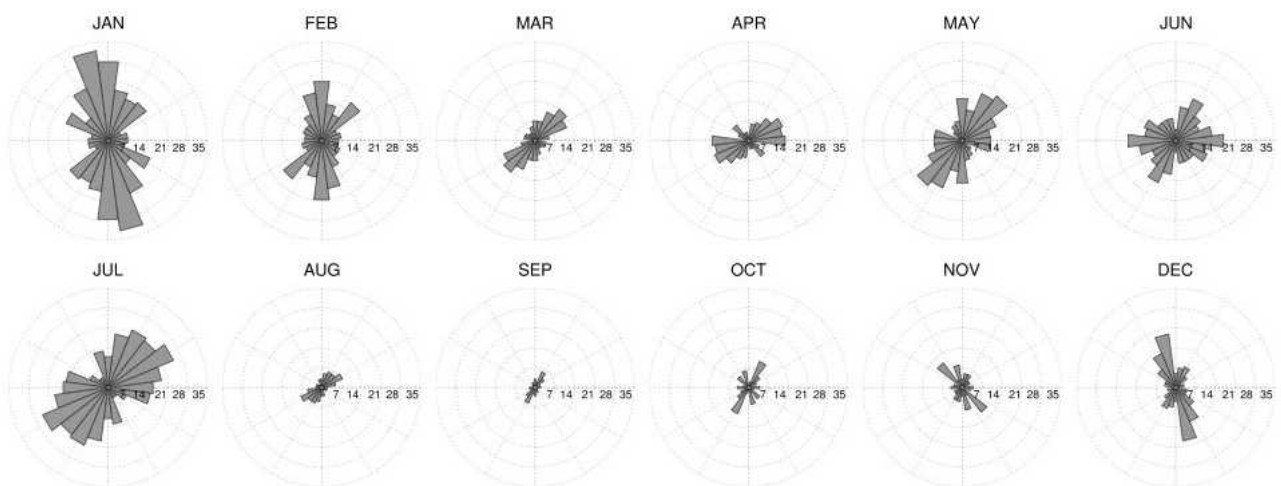 JAN FEB MAR APR MAY JUN
7 14 21 28 35 7 14 21 28 35 7 14 21 28 35 7 14 21 28 35 7 14 21 28 35 7 14 21 28 35
JUL AUG SEP OCT NOV DEC
7 14 21 28 35 7 14 21 28 35 7 14 21 28 35 7 14 21 28 35 7 14 21 28 35 7 14 21 28 35